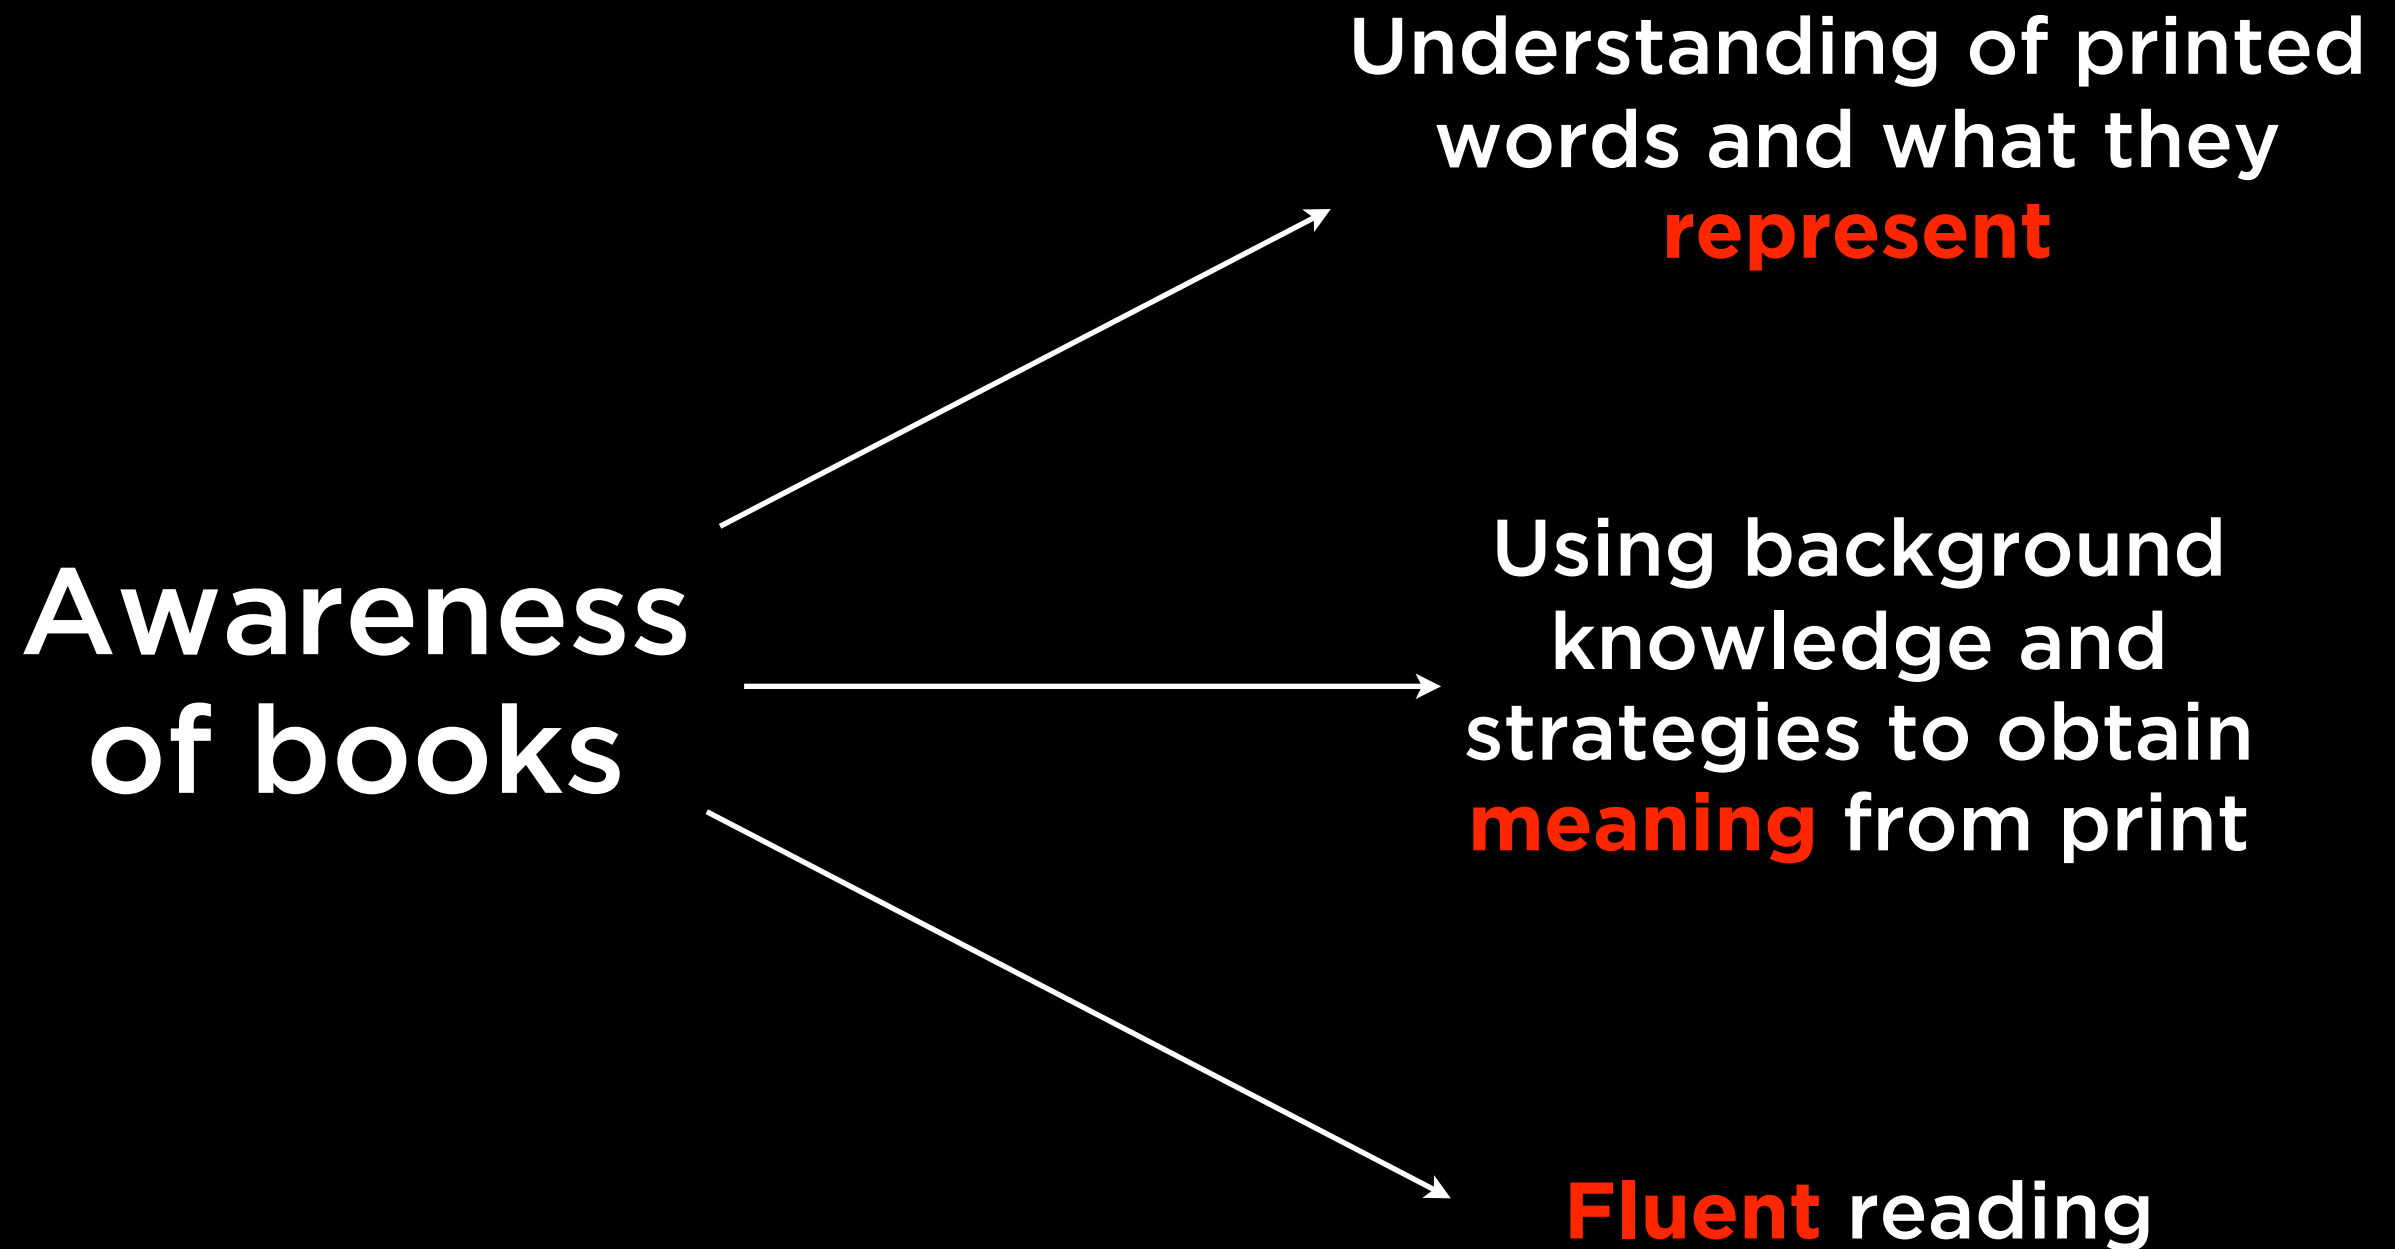 Understanding of printed
words and what they
represent
Awareness
of books
Using background
knowledge and
strategies to obtain
meaning from print
Fluent reading